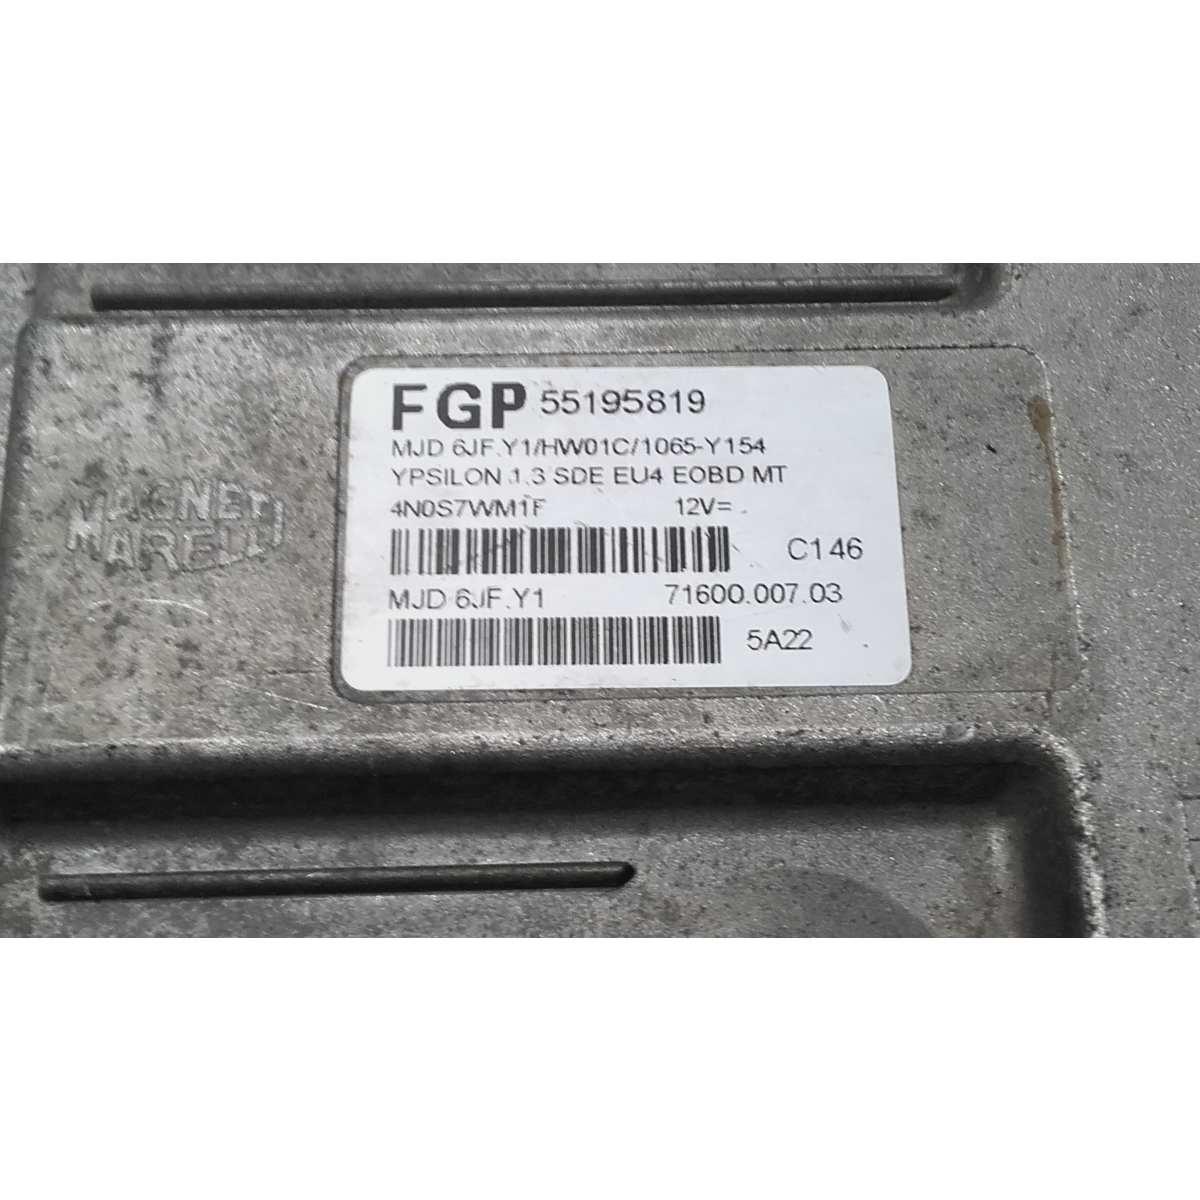 FGP 55195819
MJD 6JF.Y1/HW01C/1065-Y154
YPSILON 1.3 SDE EU4 EOBD MT
4N0S7WM1F 12V=
C146
MJD 6JF.Y1 71600.007.03
5A22
MAGNETI
MARELLI